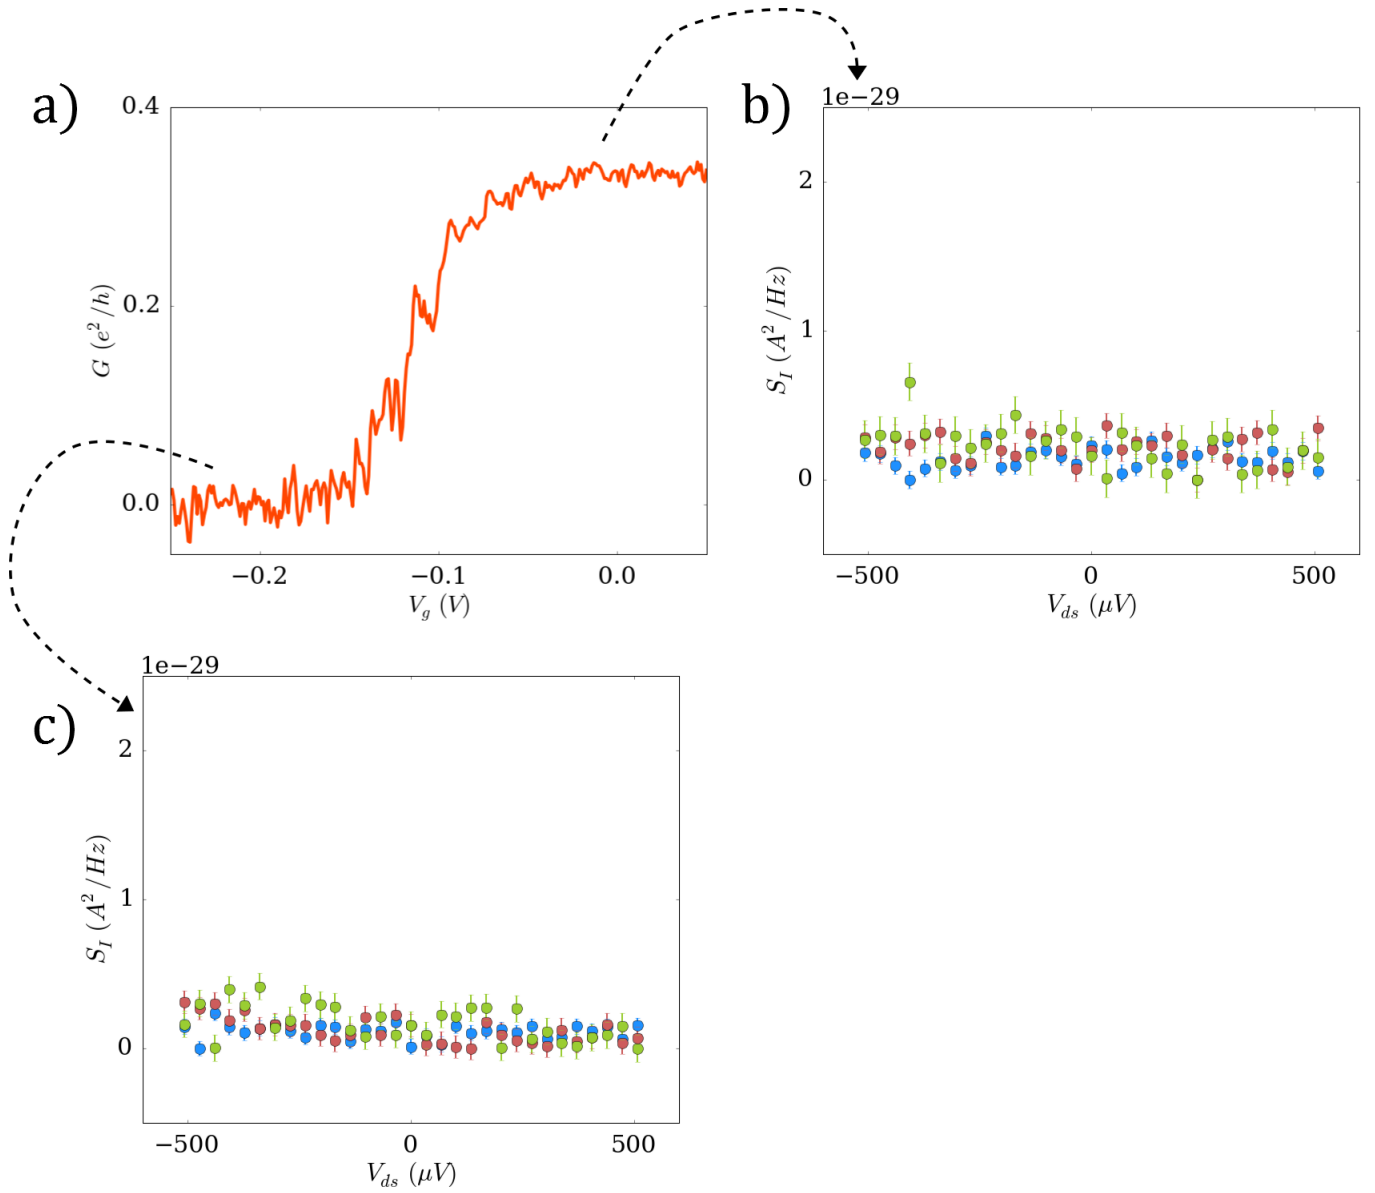 a)
0.4
0.2
0.0
G (e²/h)
−0.2 −0.1 0.0
V_g (V)
b)
1e−29
2
1
0
S_I (A²/Hz)
−500 0 500
V_ds (μV)
c)
1e−29
2
1
0
S_I (A²/Hz)
−500 0 500
V_ds (μV)